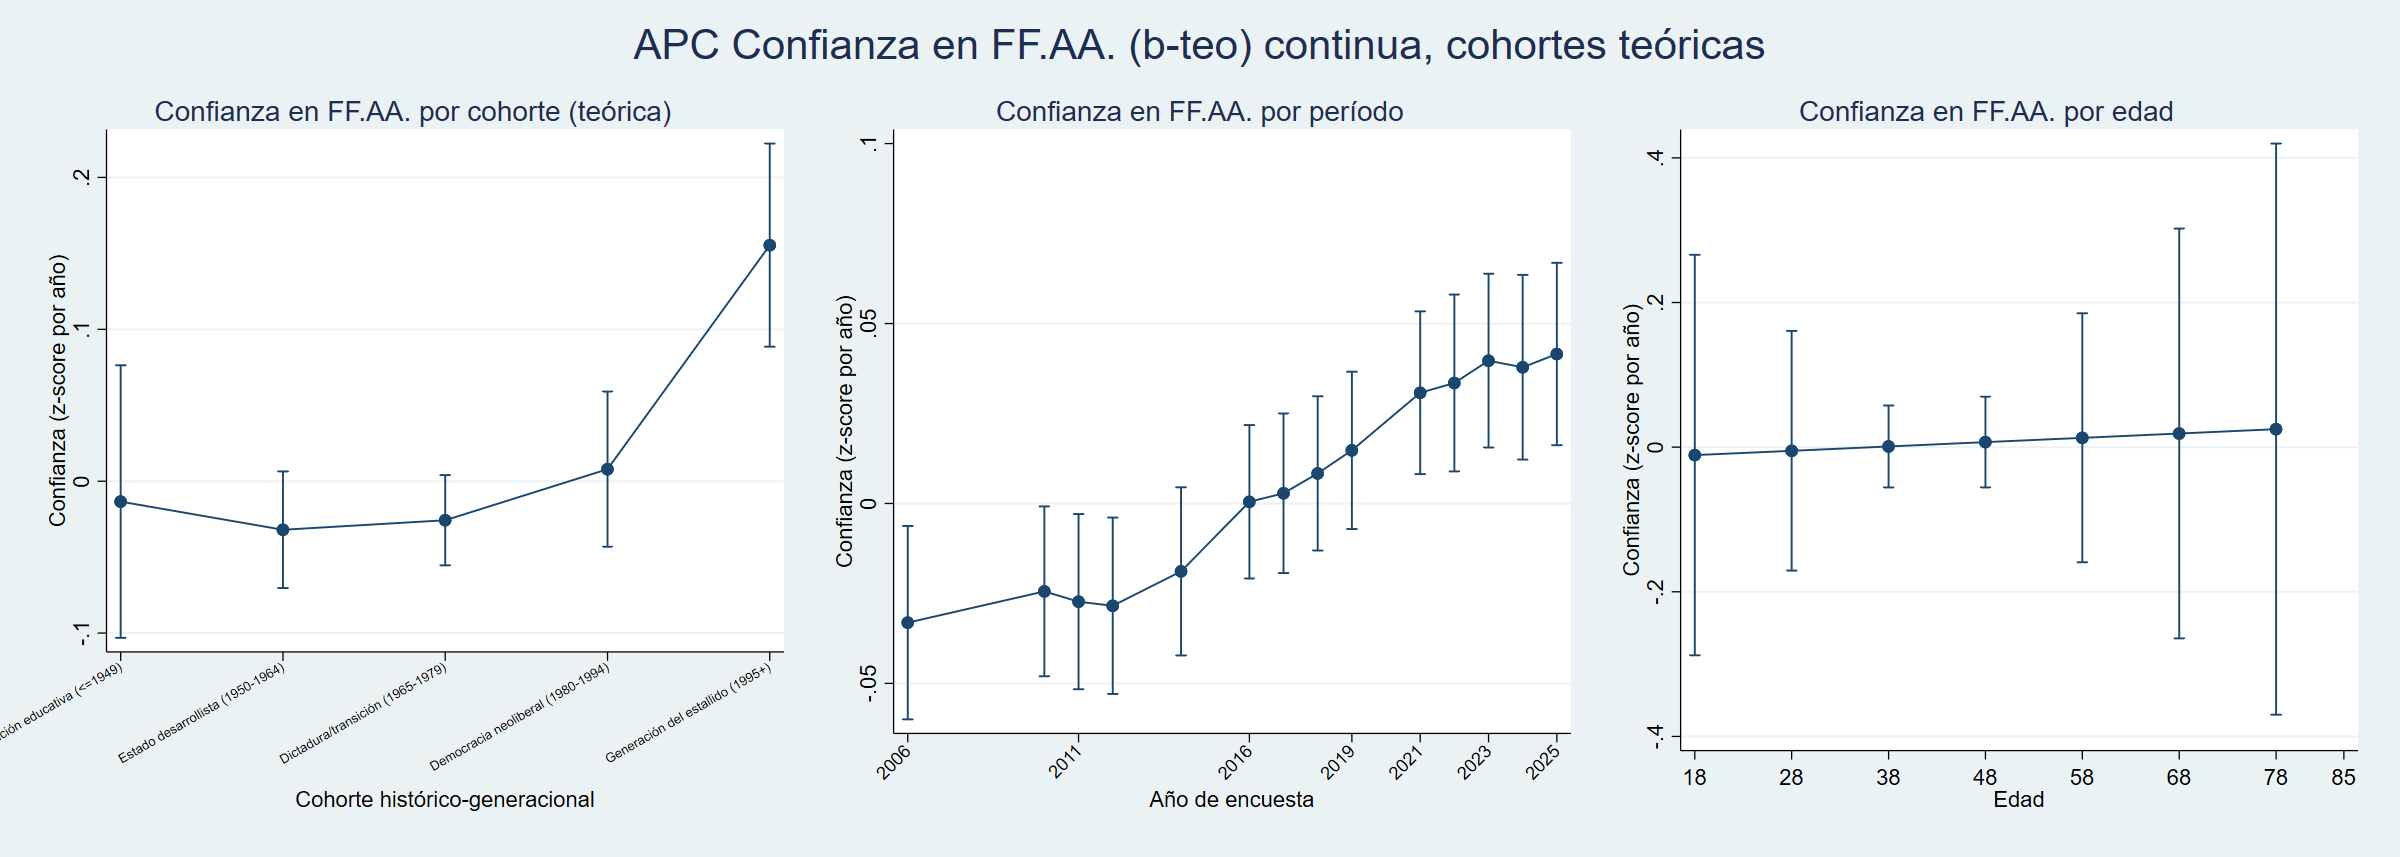 APC Confianza en FF.AA. (b-teo) continua, cohortes teóricas
Confianza en FF.AA. por cohorte (teórica)
Confianza (z-score por año)
.2
.1
0
-.1
ción educativa (<=1949)
Estado desarrollista (1950-1964)
Dictadura/transición (1965-1979)
Democracia neoliberal (1980-1994)
Generación del estallido (1995+)
Cohorte histórico-generacional
Confianza en FF.AA. por período
Confianza (z-score por año)
.1
.05
0
-.05
2006
2011
2016
2019
2021
2023
2025
Año de encuesta
Confianza en FF.AA. por edad
Confianza (z-score por año)
.4
.2
0
-.2
-.4
18
28
38
48
58
68
78
85
Edad